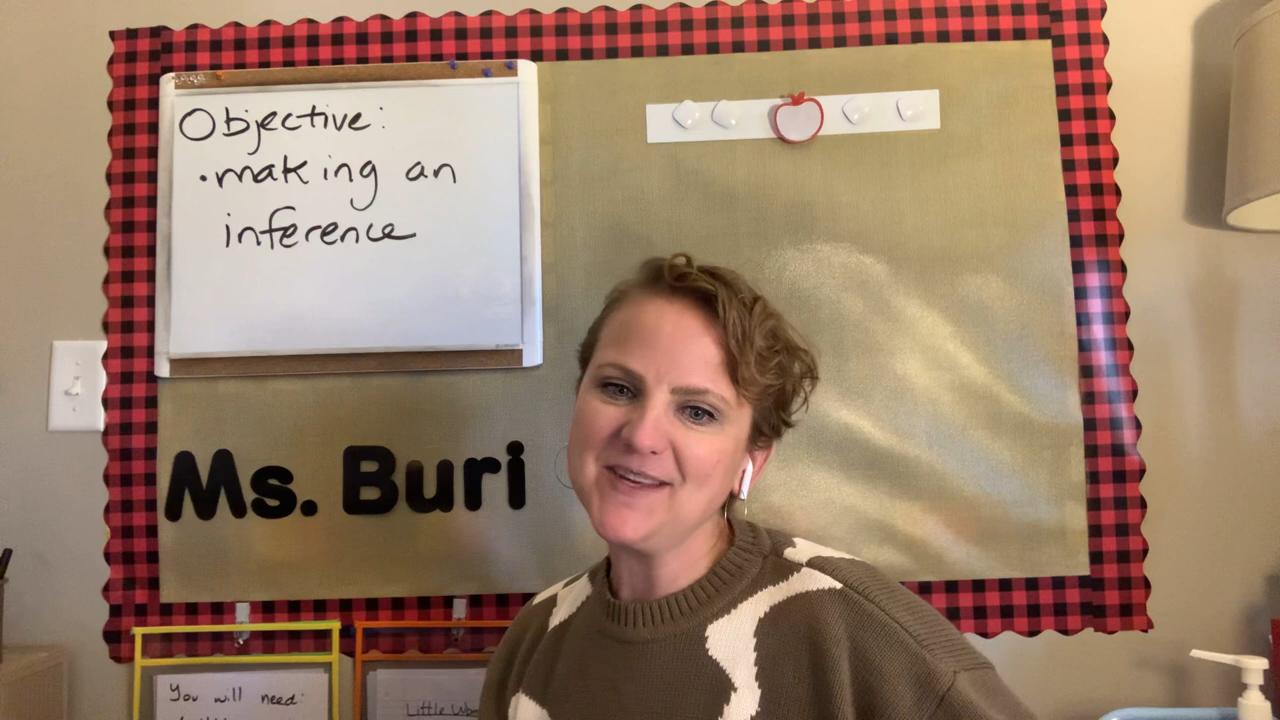 Objective:
•making an
inference
Ms. Buri
You will need:
Little